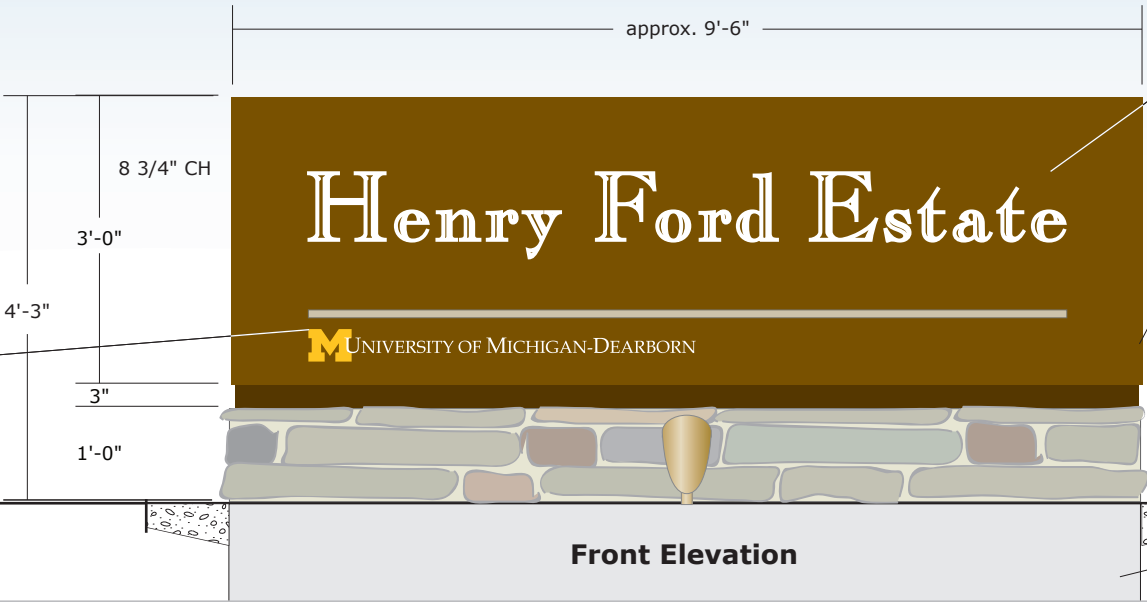 approx. 9'-6"
8 3/4" CH
Henry Ford Estate
3'-0"
4'-3"
M UNIVERSITY OF MICHIGAN-DEARBORN
3"
1'-0"
Front Elevation